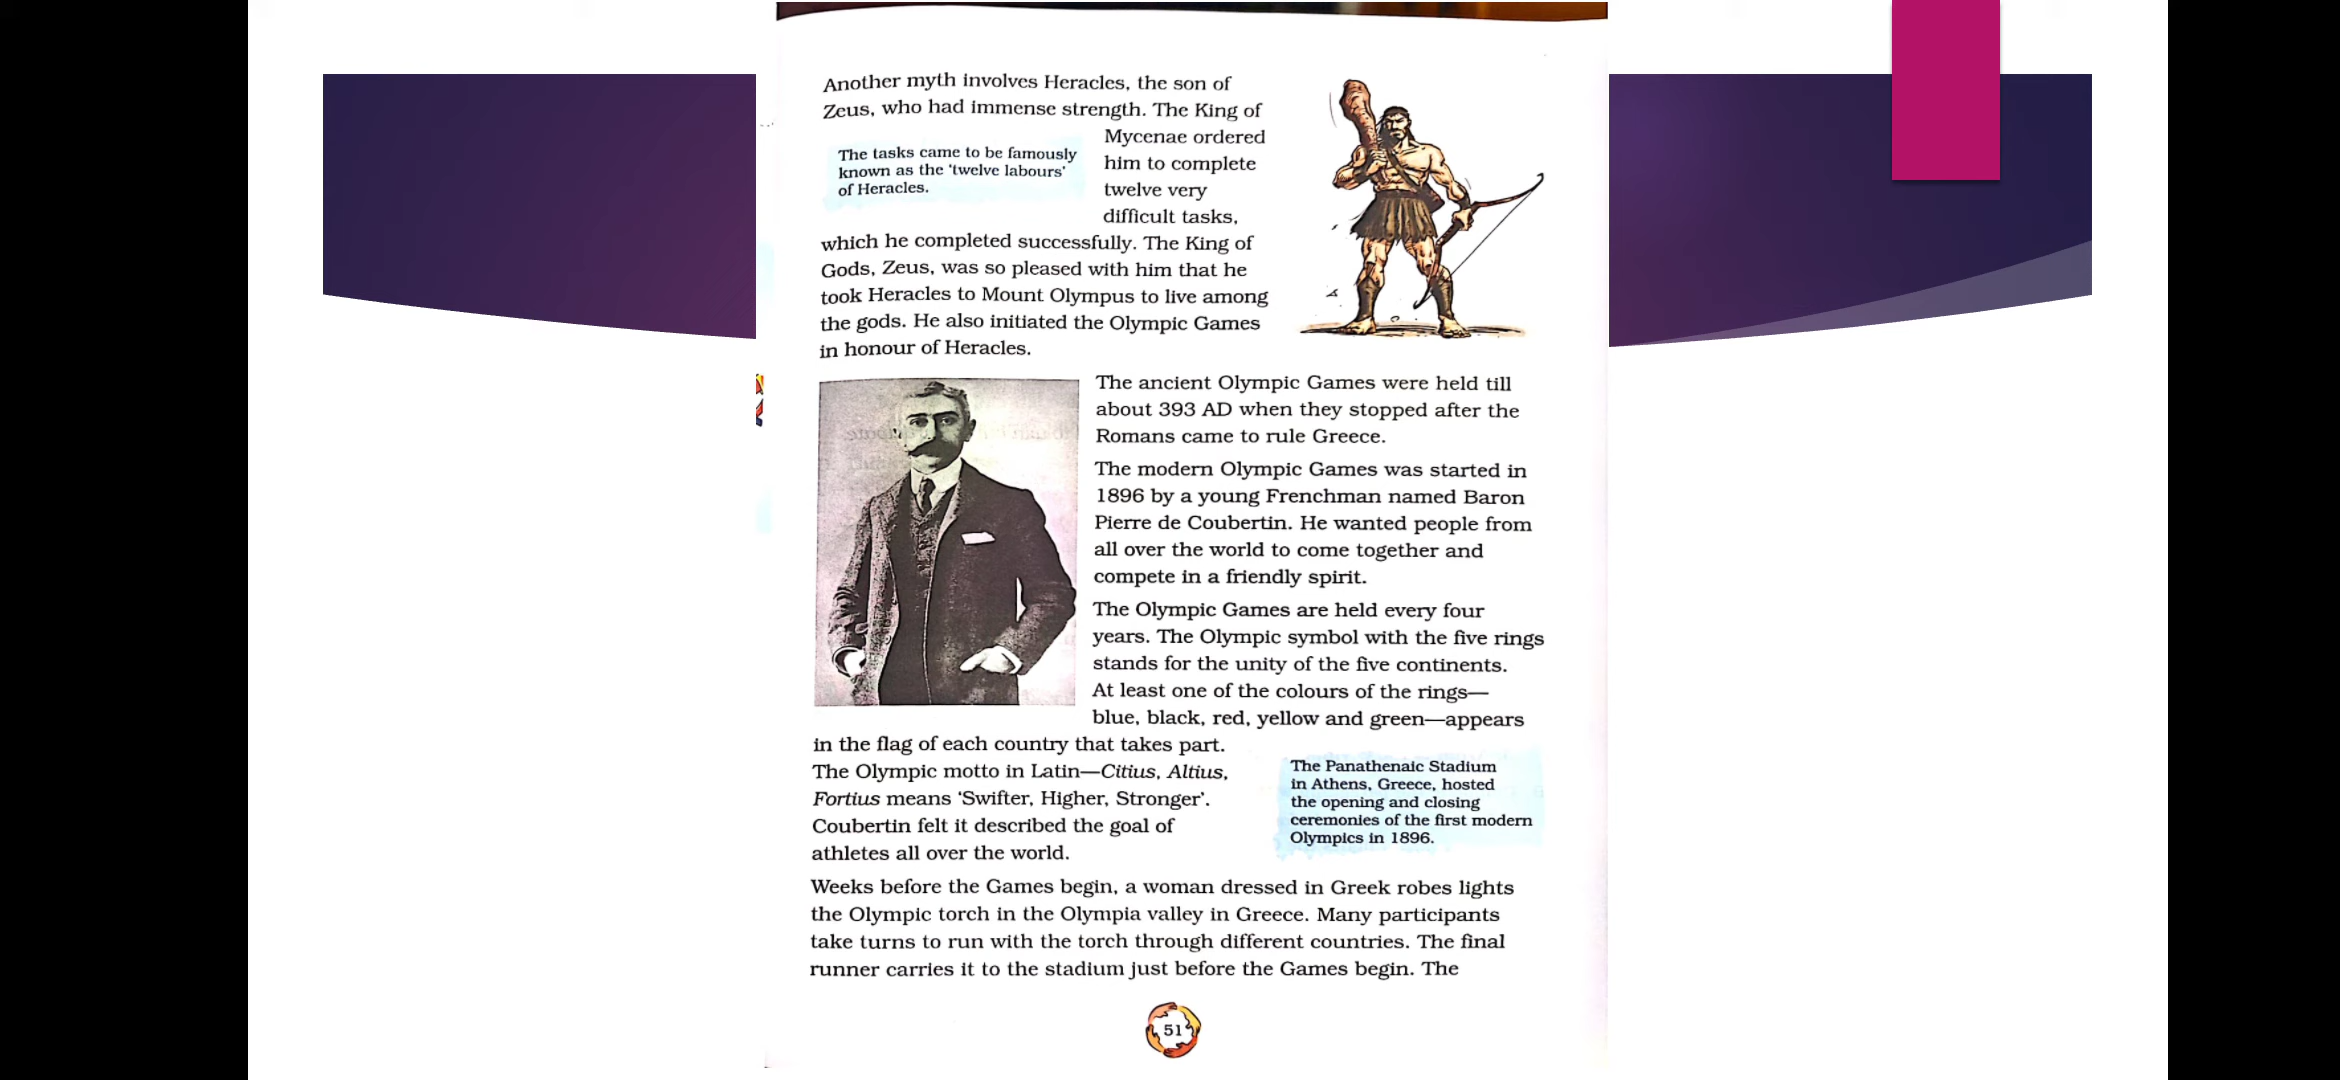 Another myth involves Heracles, the son of
Zeus, who had immense strength. The King of
Mycenae ordered
him to complete
twelve very
difficult tasks,
The tasks came to be famously
known as the 'twelve labours'
of Heracles.
which he completed successfully. The King of
Gods, Zeus, was so pleased with him that he
took Heracles to Mount Olympus to live among
the gods. He also initiated the Olympic Games
in honour of Heracles.
The ancient Olympic Games were held till
about 393 AD when they stopped after the
Romans came to rule Greece.
The modern Olympic Games was started in
1896 by a young Frenchman named Baron
Pierre de Coubertin. He wanted people from
all over the world to come together and
compete in a friendly spirit.
The Olympic Games are held every four
years. The Olympic symbol with the five rings
stands for the unity of the five continents.
At least one of the colours of the rings—
blue, black, red, yellow and green—appears
in the flag of each country that takes part.
The Olympic motto in Latin—Citius, Altius,
Fortius means 'Swifter, Higher, Stronger'.
Coubertin felt it described the goal of
athletes all over the world.
The Panathenaic Stadium
in Athens, Greece, hosted
the opening and closing
ceremonies of the first modern
Olympics in 1896.
Weeks before the Games begin, a woman dressed in Greek robes lights
the Olympic torch in the Olympia valley in Greece. Many participants
take turns to run with the torch through different countries. The final
runner carries it to the stadium just before the Games begin. The
51